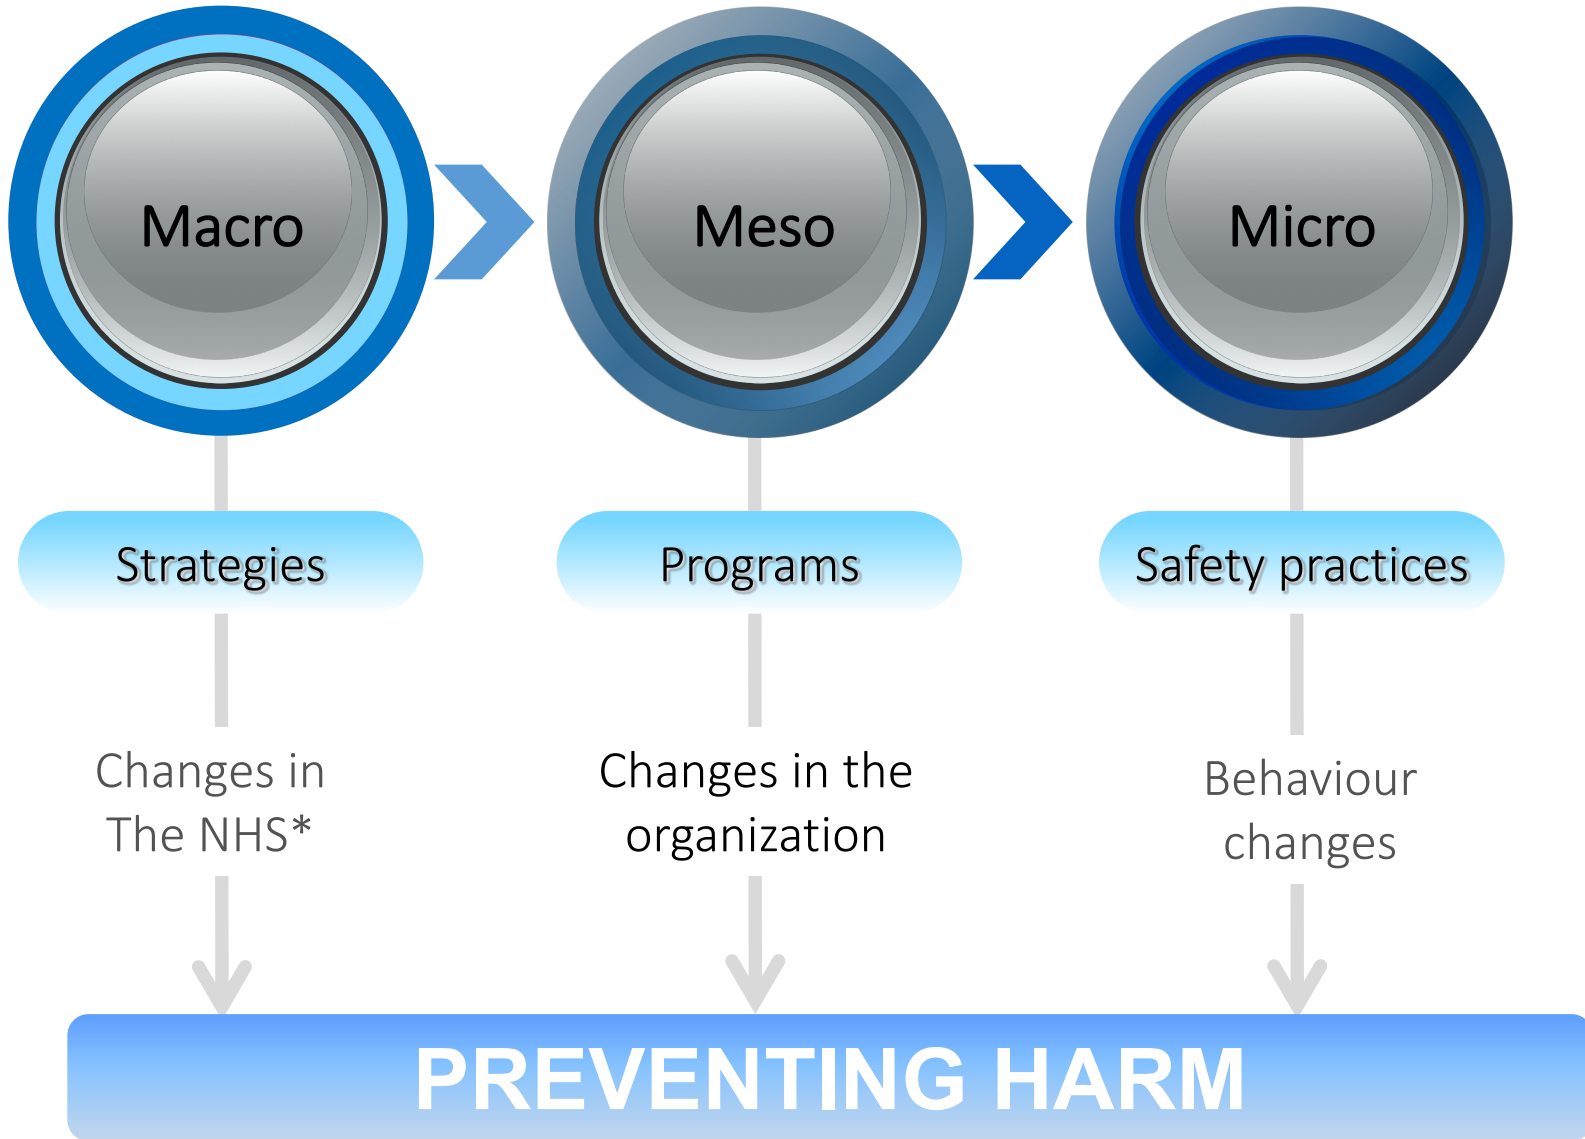 Macro
Meso
Micro
Strategies
Programs
Safety practices
Changes in
The NHS*
Changes in the
organization
Behaviour
changes
PREVENTING HARM